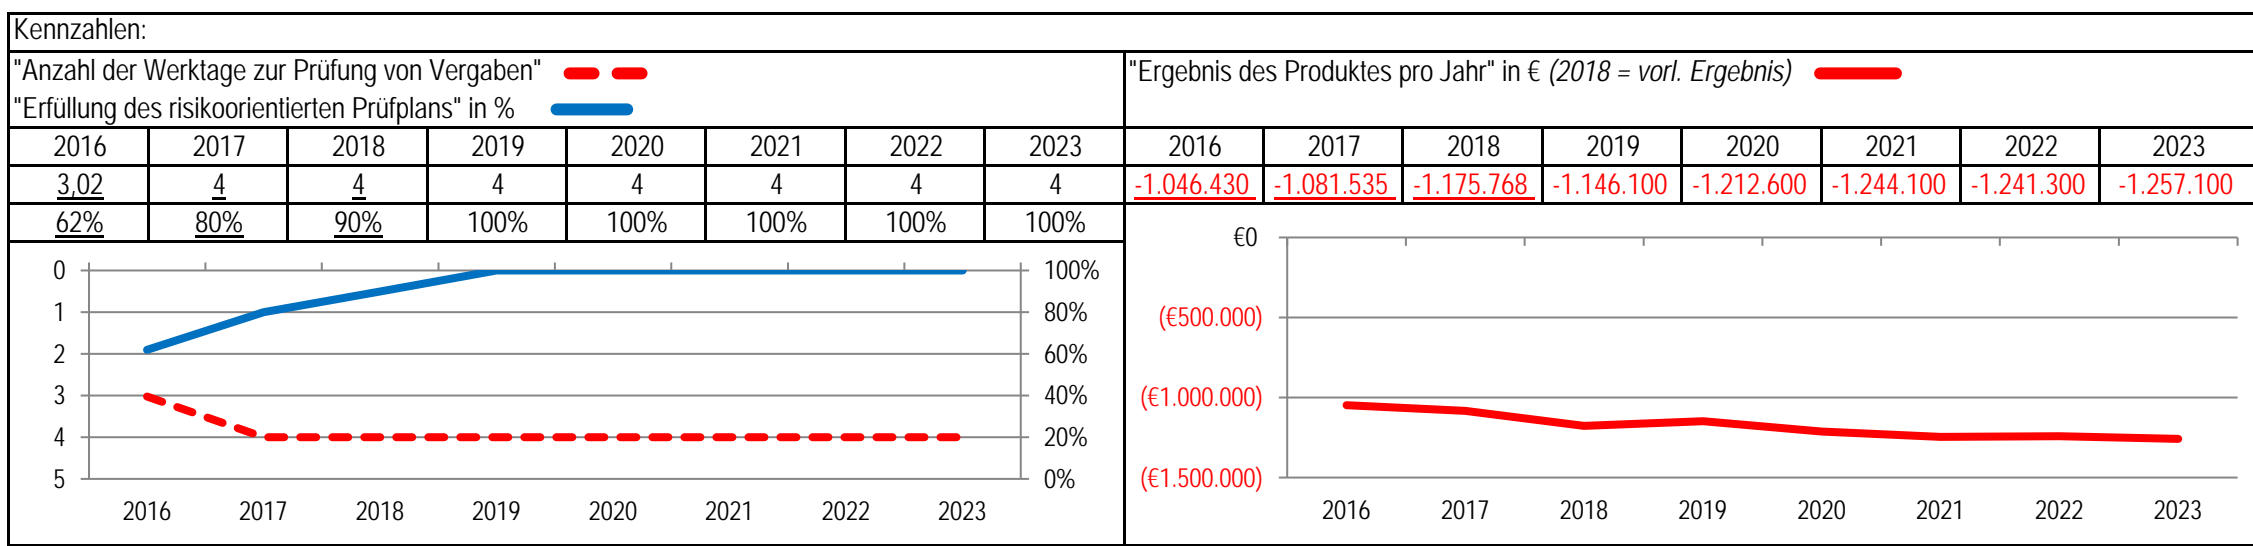 Kennzahlen:
"Anzahl der Werktage zur Prüfung von Vergaben"
"Erfüllung des risikoorientierten Prüfplans" in %
"Ergebnis des Produktes pro Jahr" in € (2018 = vorl. Ergebnis)
2016 2017 2018 2019 2020 2021 2022 2023 2016 2017 2018 2019 2020 2021 2022 2023
3,02 4 4 4 4 4 4 4 -1.046.430 -1.081.535 -1.175.768 -1.146.100 -1.212.600 -1.244.100 -1.241.300 -1.257.100
62% 80% 90% 100% 100% 100% 100% 100%
0 100%
1 80%
2 60%
3 40%
4 20%
5 0%
2016 2017 2018 2019 2020 2021 2022 2023
€0
(€500.000)
(€1.000.000)
(€1.500.000)
2016 2017 2018 2019 2020 2021 2022 2023